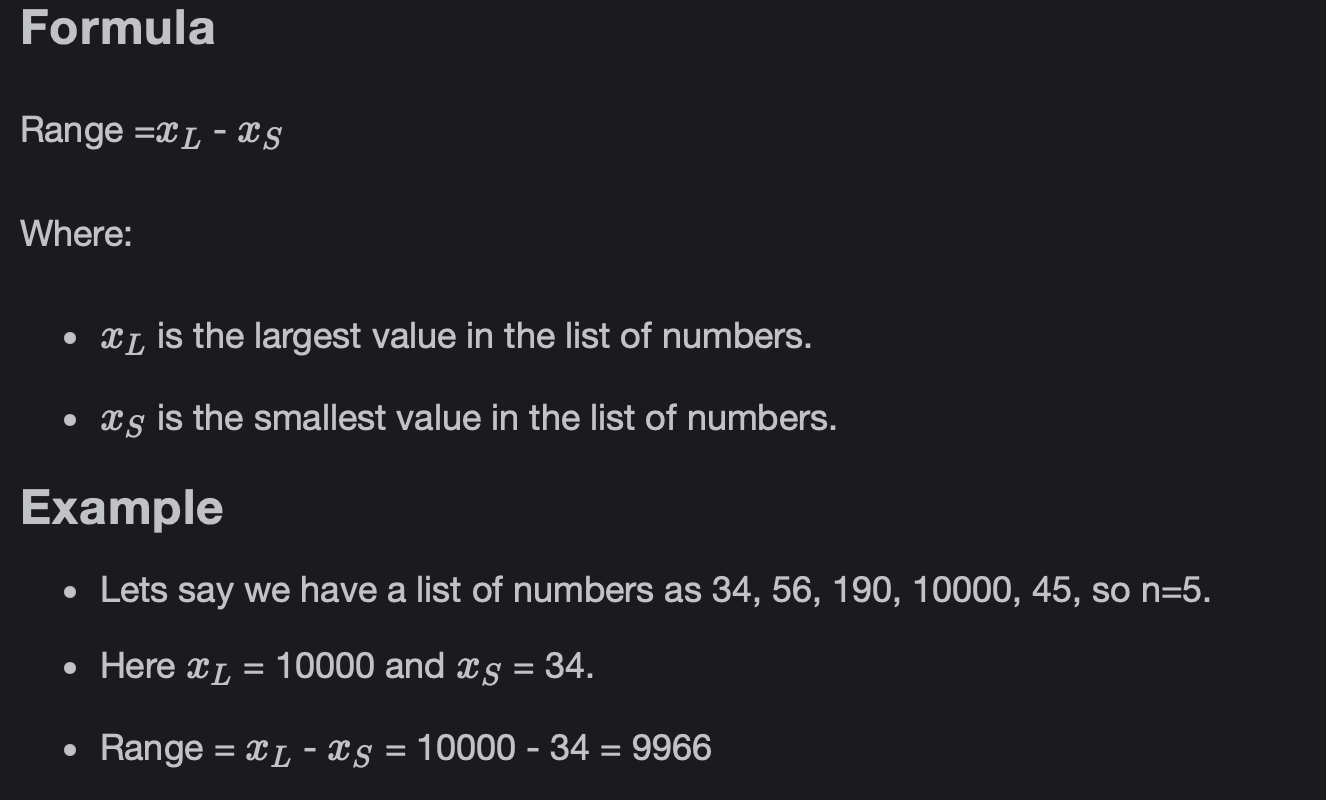 Formula
Range =x_L - x_S
Where:
• x_L is the largest value in the list of numbers.
• x_S is the smallest value in the list of numbers.
Example
• Lets say we have a list of numbers as 34, 56, 190, 10000, 45, so n=5.
• Here x_L = 10000 and x_S = 34.
• Range = x_L - x_S = 10000 - 34 = 9966